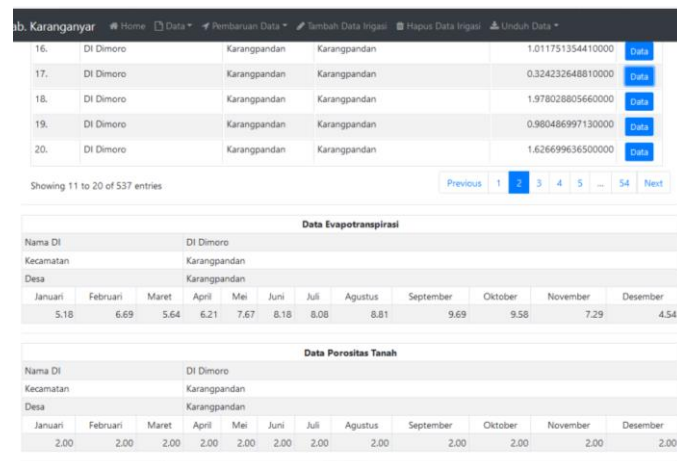 ab. Karanganyar Home Data Pembaruan Data Tambah Data Irigasi Hapus Data Irigasi Unduh Data
16. DI Dimoro Karangpandan Karangpandan 1.011751354410000 Data
17. DI Dimoro Karangpandan Karangpandan 0.324232648810000 Data
18. DI Dimoro Karangpandan Karangpandan 1.978028805660000 Data
19. DI Dimoro Karangpandan Karangpandan 0.980486997130000 Data
20. DI Dimoro Karangpandan Karangpandan 1.626699636500000 Data
Showing 11 to 20 of 537 entries Previous 1 2 3 4 5 ... 54 Next
Data Evapotranspirasi
Nama DI DI Dimoro
Kecamatan Karangpandan
Desa Karangpandan
Januari Februari Maret April Mei Juni Juli Agustus September Oktober November Desember
5.18 6.69 5.64 6.21 7.67 8.18 8.08 8.81 9.69 9.58 7.29 4.54
Data Porositas Tanah
Nama DI DI Dimoro
Kecamatan Karangpandan
Desa Karangpandan
Januari Februari Maret April Mei Juni Juli Agustus September Oktober November Desember
2.00 2.00 2.00 2.00 2.00 2.00 2.00 2.00 2.00 2.00 2.00 2.00